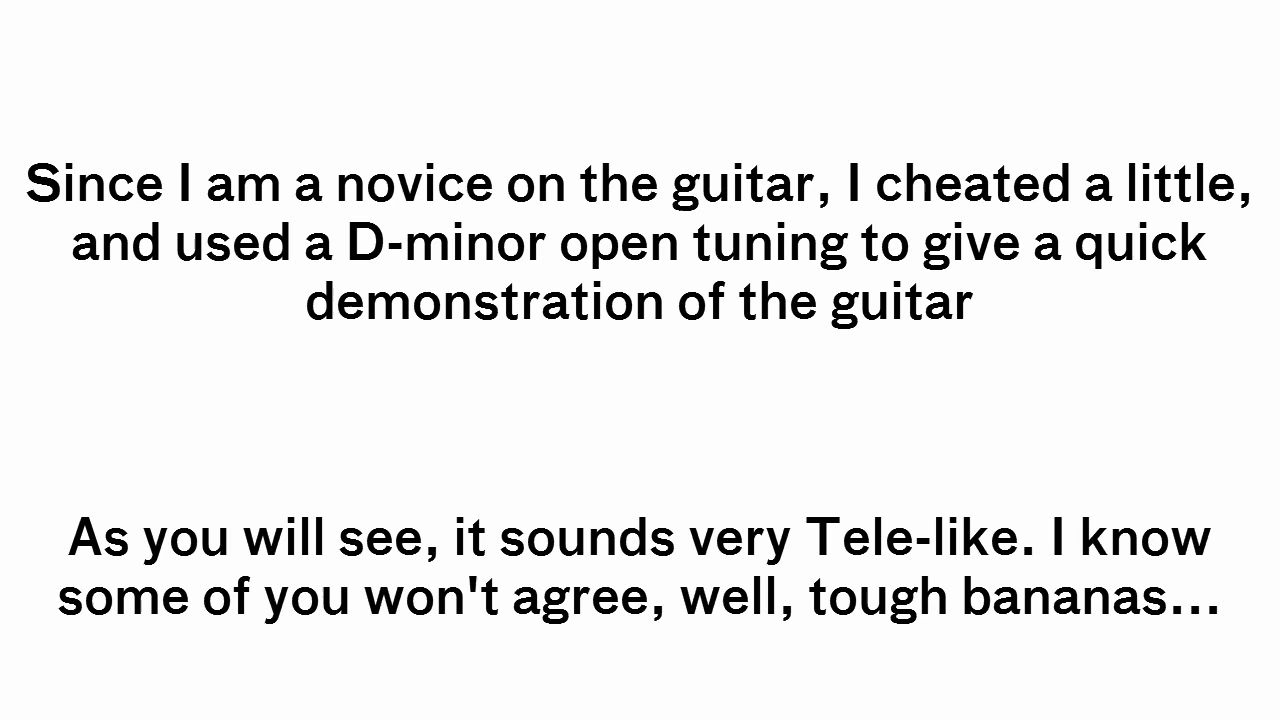 Since I am a novice on the guitar, I cheated a little,
and used a D-minor open tuning to give a quick
demonstration of the guitar
As you will see, it sounds very Tele-like. I know
some of you won't agree, well, tough bananas...